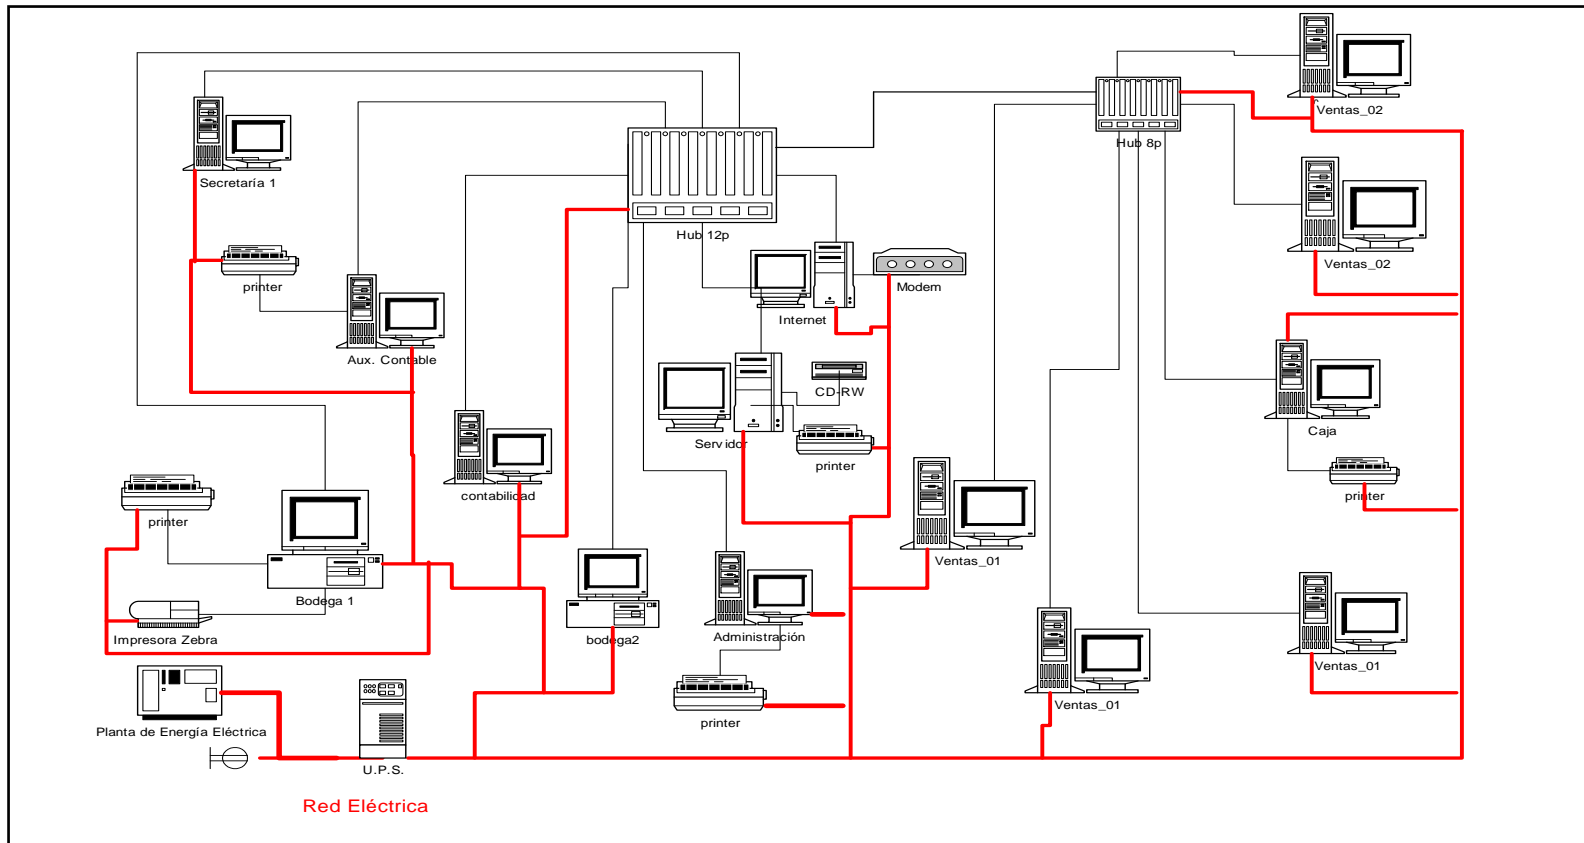 Ventas_02
Hub 8p
Secretaría 1
Hub 12p
Ventas_02
printer
Modem
Internet
Aux. Contable
CD-RW
Caja
Servidor
printer
contabilidad
printer
printer
Ventas_01
Bodega 1
Impresora Zebra
bodega2
Administración
Ventas_01
Ventas_01
printer
Planta de Energía Eléctrica
U.P.S.
Red Eléctrica